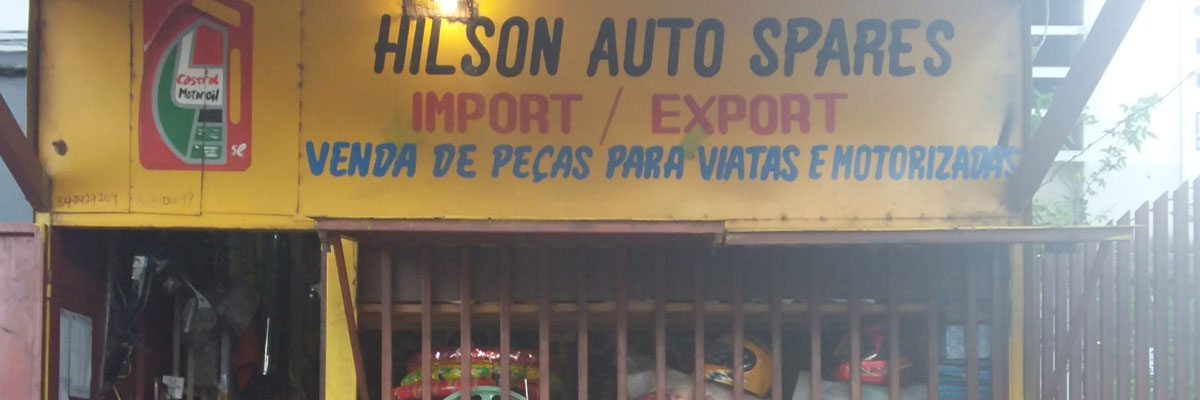 HILSON AUTO SPARES
IMPORT / EXPORT
VENDA DE PEÇAS PARA VIATAS E MOTORIZADAS
Castrol
Motoroil